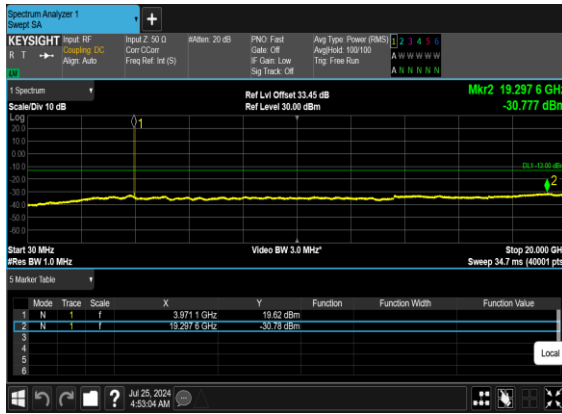 Spectrum Analyzer 1
Swept SA
+
KEYSIGHT Input: RF Input Z: 50 Ω #Atten: 20 dB PNO: Fast Avg Type: Power (RMS) 1 2 3 4 5 6
R T Coupling: DC Corr CCorr Gate: Off Avg|Hold: 100/100 A W W W W W
Align: Auto Freq Ref: Int (S) IF Gain: Low Trig: Free Run
LXI Sig Track: Off A N N N N N
1 Spectrum Ref Lvl Offset 33.45 dB Mkr2 19.297 6 GHz
Scale/Div 10 dB Ref Level 30.00 dBm -30.777 dBm
Log
20.0
10.0
0.00
-10.0
-20.0
-30.0
-40.0
-50.0
-60.0
1
DL1 -13.00 dBm
2
Start 30 MHz Video BW 3.0 MHz* Stop 20.000 GHz
#Res BW 1.0 MHz Sweep 34.7 ms (40001 pts)
5 Marker Table
Mode Trace Scale X Y Function Function Width Function Value
1 N 1 f 3.971 1 GHz 19.62 dBm
2 N 1 f 19.297 6 GHz -30.78 dBm
3
4
5
6
Local
? Jul 25, 2024
4:53:04 AM